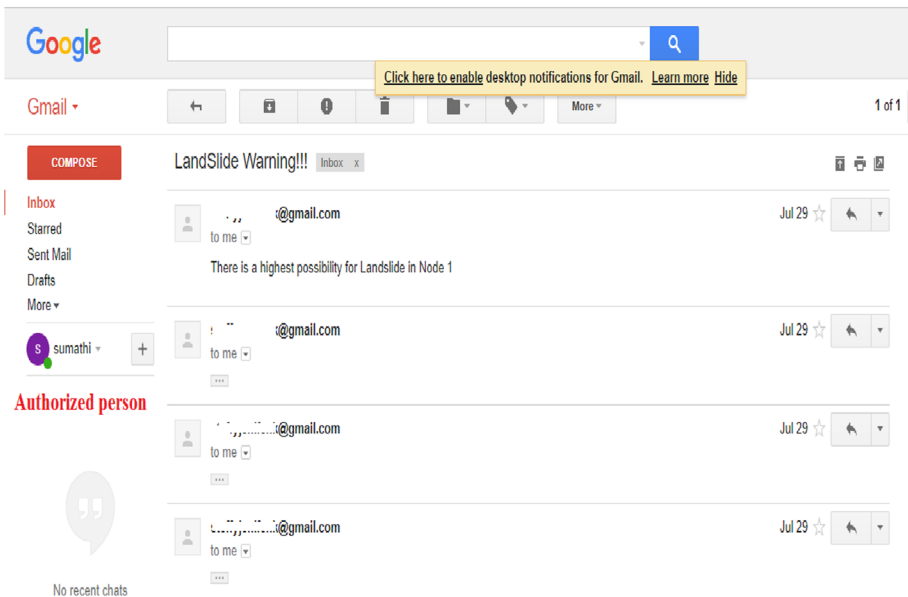 Google
Click here to enable desktop notifications for Gmail. Learn more Hide
Gmail
More
1 of 1
COMPOSE
LandSlide Warning!!! Inbox x
Inbox
Starred
Sent Mail
Drafts
More
@gmail.com
Jul 29
to me
There is a highest possibility for Landslide in Node 1
S sumathi +
@gmail.com
Jul 29
to me
...
Authorized person
@gmail.com
Jul 29
to me
...
@gmail.com
Jul 29
to me
...
No recent chats